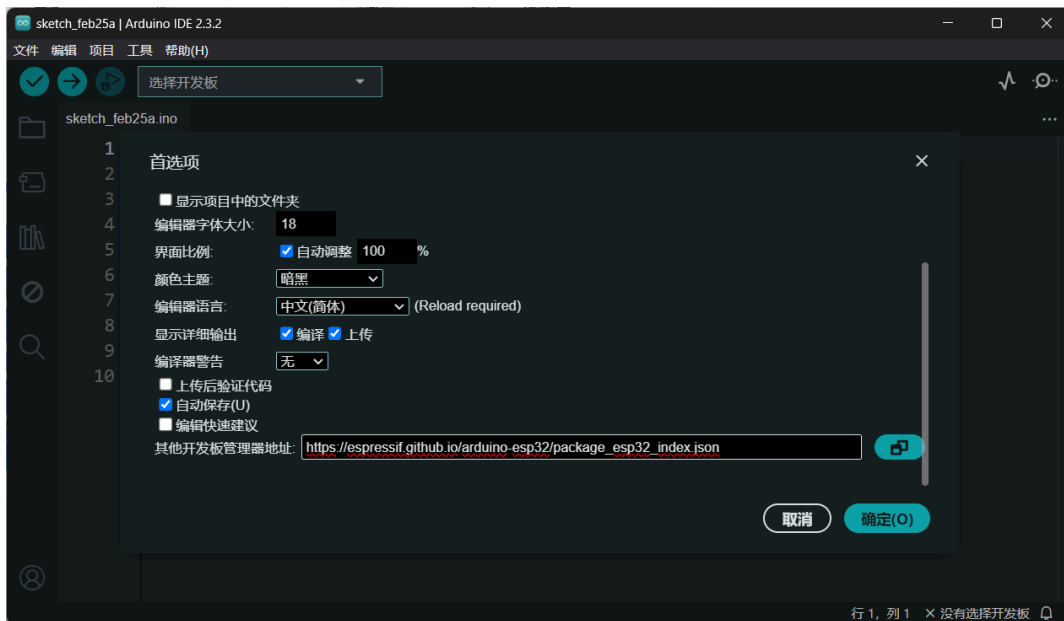 sketch_feb25a | Arduino IDE 2.3.2
文件 编辑 项目 工具 帮助(H)
选择开发板
sketch_feb25a.ino
首选项
显示项目中的文件夹
编辑器字体大小: 18
界面比例: 自动调整 100 %
颜色主题: 暗黑
编辑器语言: 中文(简体) (Reload required)
显示详细输出 编译 上传
编译器警告 无
上传后验证代码
自动保存(U)
编辑快速建议
其他开发板管理器地址: https://espressif.github.io/arduino-esp32/package_esp32_index.json
取消 确定(O)
1
2
3
4
5
6
7
8
9
10
行 1，列 1 × 没有选择开发板